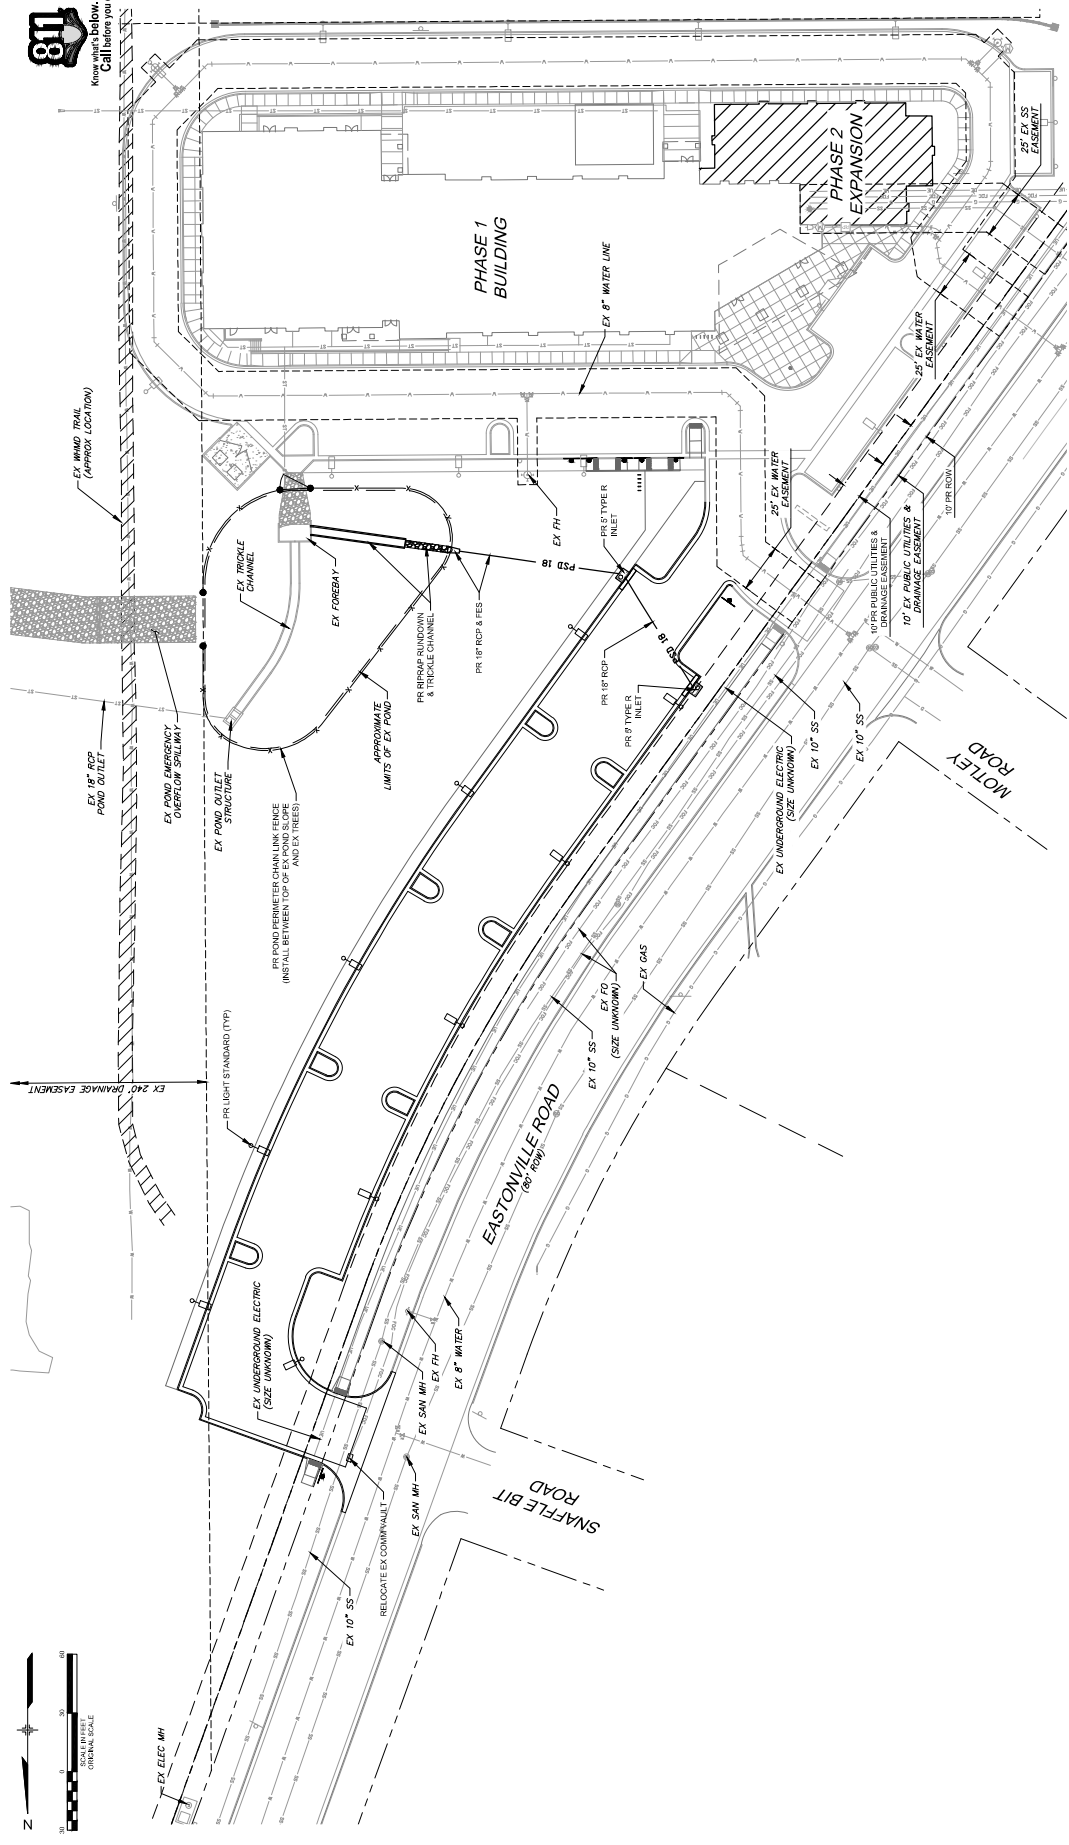 811
Know what's below.
Call before you
PHASE 1
BUILDING
PHASE 2
EXPANSION
25' EX SS
EASEMENT
EX 8" WATER LINE
25' EX WATER
EASEMENT
EX WHMD TRAIL
(APPROX LOCATION)
EX TRICKLE
CHANNEL
EX FOREBAY
EX FH
25' EX WATER
EASEMENT
PR 5' TYPE R
INLET
10' PR ROW
10' PR PUBLIC UTILITIES &
DRAINAGE EASEMENT
10' EX PUBLIC UTILITIES &
DRAINAGE EASEMENT
PR RIPRAP RUNDOWN
& TRICKLE CHANNEL
PR 18" RCP & FES
PSD 18
PR 18" RCP
PSD 18
PR 5' TYPE R
INLET
EX 18" RCP
POND OUTLET
EX POND EMERGENCY
OVERFLOW SPILLWAY
EX POND OUTLET
STRUCTURE
APPROXIMATE
LIMITS OF EX POND
PR POND PERIMETER CHAIN LINK FENCE
(INSTALL BETWEEN TOP OF EX POND SLOPE
AND EX TREES)
EX UNDERGROUND ELECTRIC
(SIZE UNKNOWN)
EX 10" SS
EX 10" SS
MOTLEY
ROAD
EX GAS
EX FO
(SIZE UNKNOWN)
EX 10" SS
EX 240' DRAINAGE EASEMENT
PR LIGHT STANDARD (TYP)
EASTONVILLE ROAD
(80' ROW)
EX UNDERGROUND ELECTRIC
(SIZE UNKNOWN)
EX 8" WATER
EX FH
EX SAN MH
EX SAN MH
SNAFFLE BIT
ROAD
RELOCATE EX COMM VAULT
EX 10" SS
EX ELEC MH
N
30
0
30
60
SCALE IN FEET
ORIGINAL SCALE